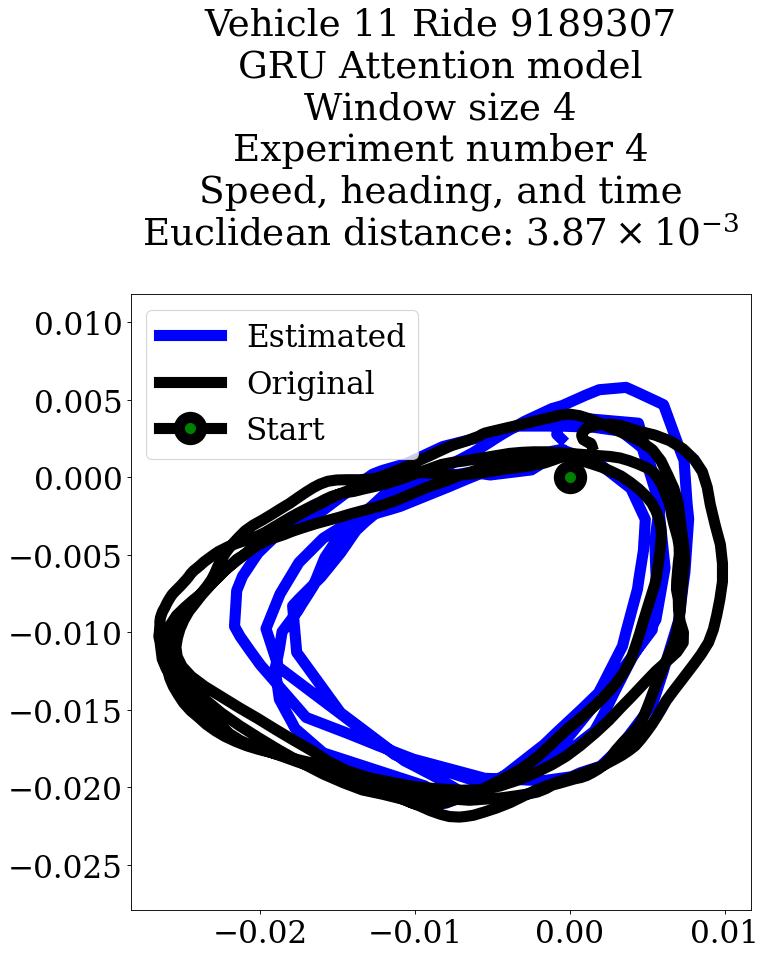 Vehicle 11 Ride 9189307
GRU Attention model
Window size 4
Experiment number 4
Speed, heading, and time
Euclidean distance: 3.87 × 10⁻³
Estimated
Original
Start
0.010
0.005
0.000
−0.005
−0.010
−0.015
−0.020
−0.025
−0.02 −0.01 0.00 0.01